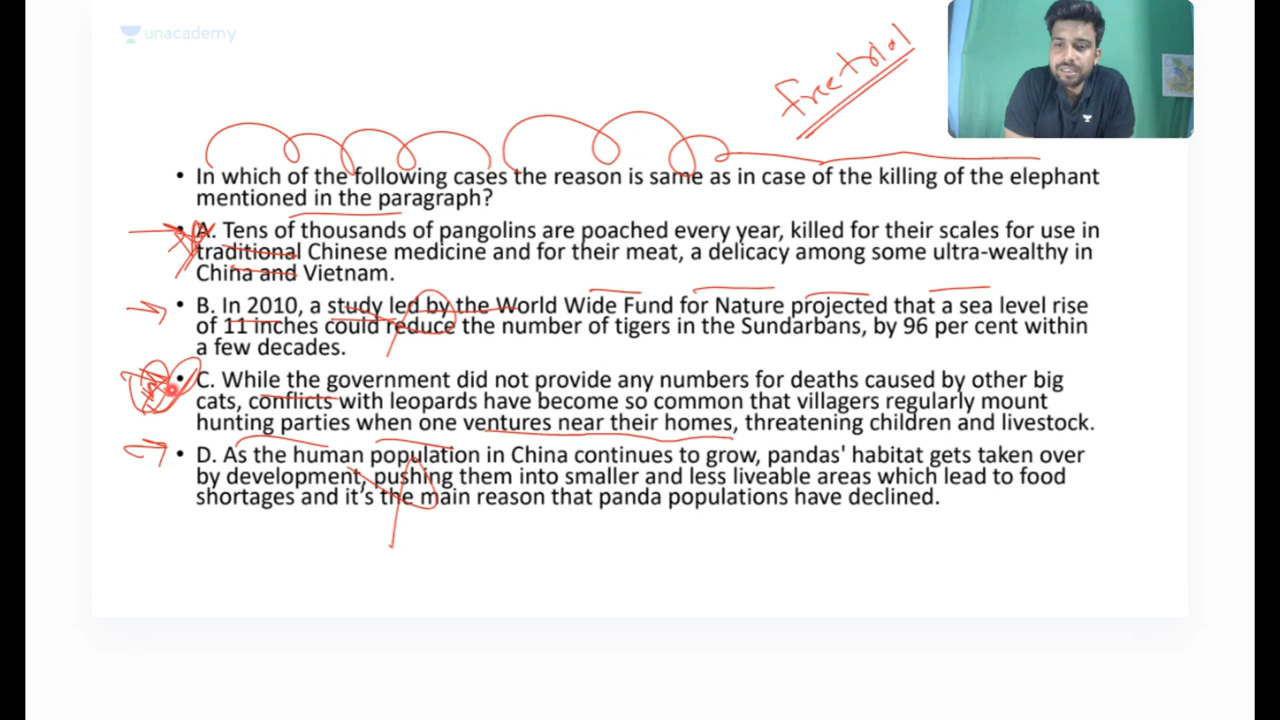 unacademy
Free trial
• In which of the following cases the reason is same as in case of the killing of the elephant
mentioned in the paragraph?
• A. Tens of thousands of pangolins are poached every year, killed for their scales for use in
traditional Chinese medicine and for their meat, a delicacy among some ultra-wealthy in
China and Vietnam.
• B. In 2010, a study led by the World Wide Fund for Nature projected that a sea level rise
of 11 inches could reduce the number of tigers in the Sundarbans, by 96 per cent within
a few decades.
• C. While the government did not provide any numbers for deaths caused by other big
cats, conflicts with leopards have become so common that villagers regularly mount
hunting parties when one ventures near their homes, threatening children and livestock.
• D. As the human population in China continues to grow, pandas' habitat gets taken over
by development, pushing them into smaller and less liveable areas which lead to food
shortages and it's the main reason that panda populations have declined.